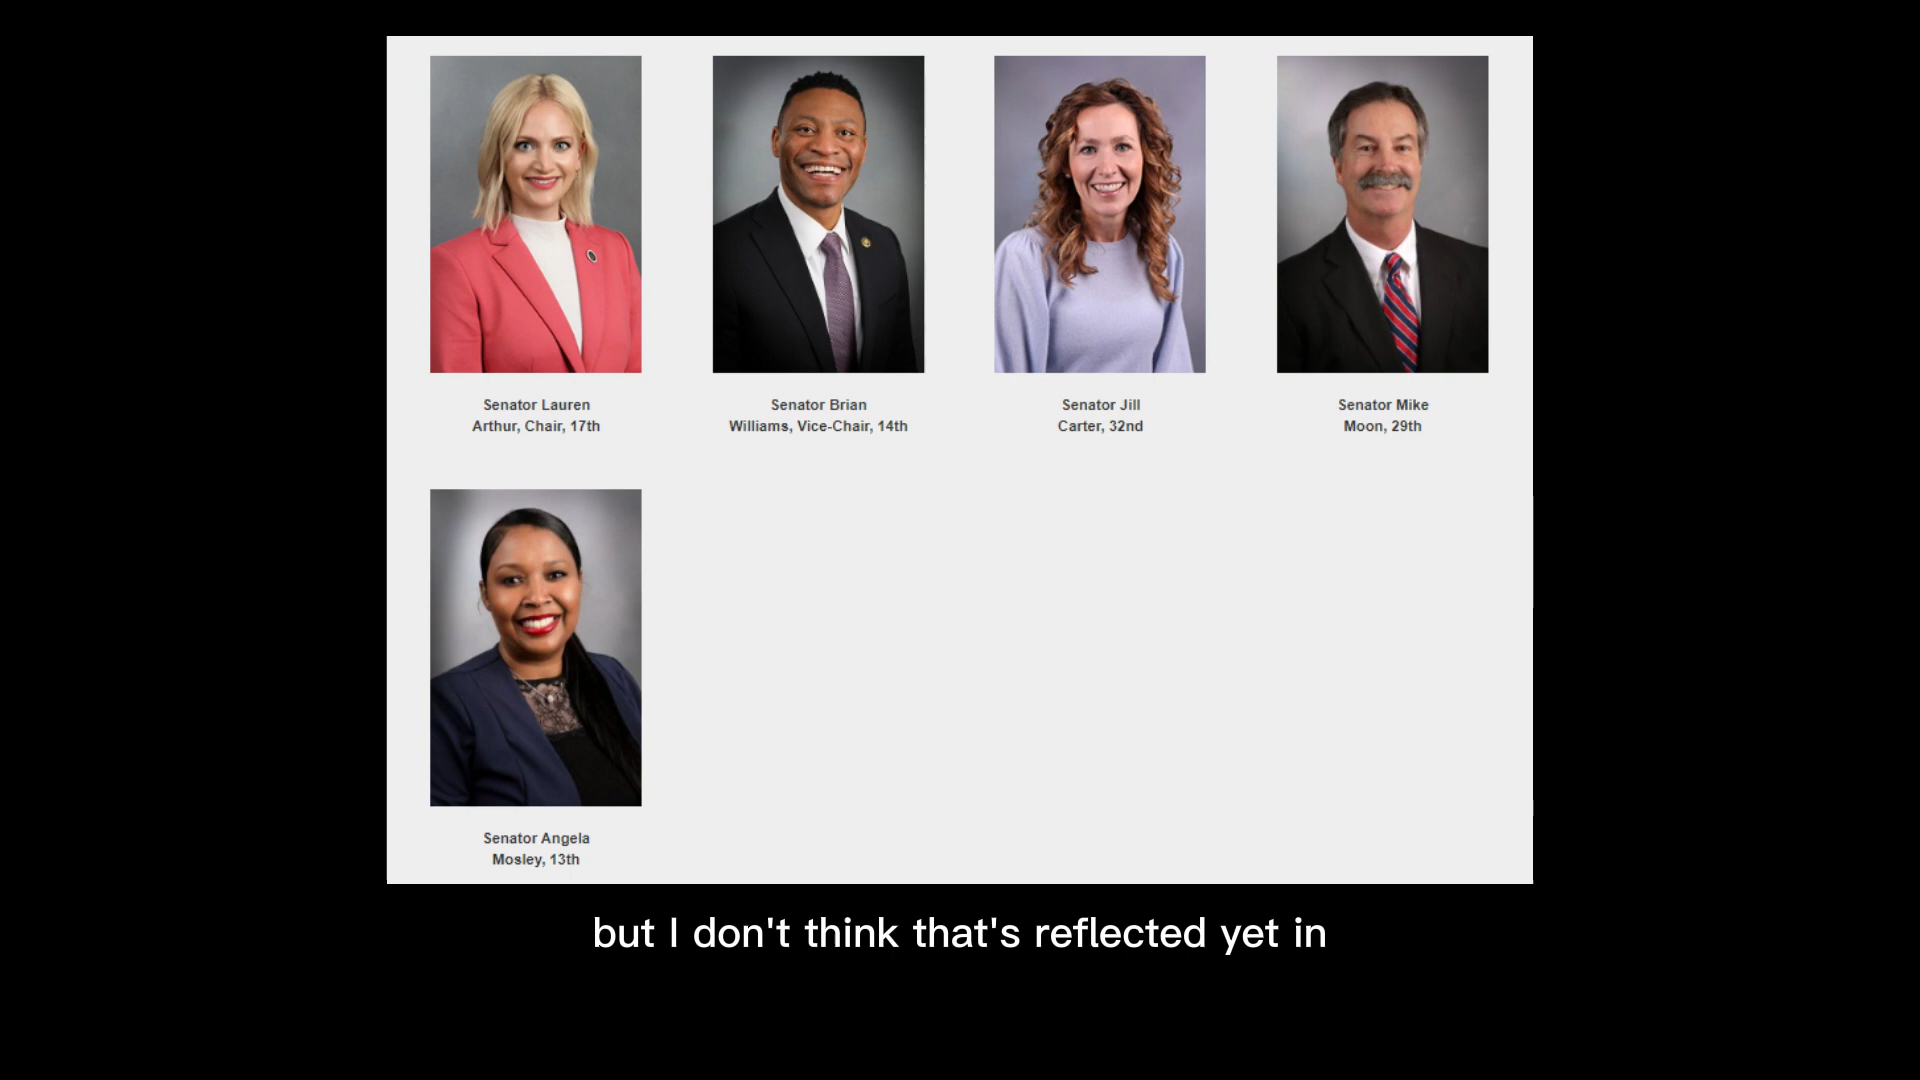 Senator Lauren
Arthur, Chair, 17th
Senator Brian
Williams, Vice-Chair, 14th
Senator Jill
Carter, 32nd
Senator Mike
Moon, 29th
Senator Angela
Mosley, 13th
but I don't think that's reflected yet in